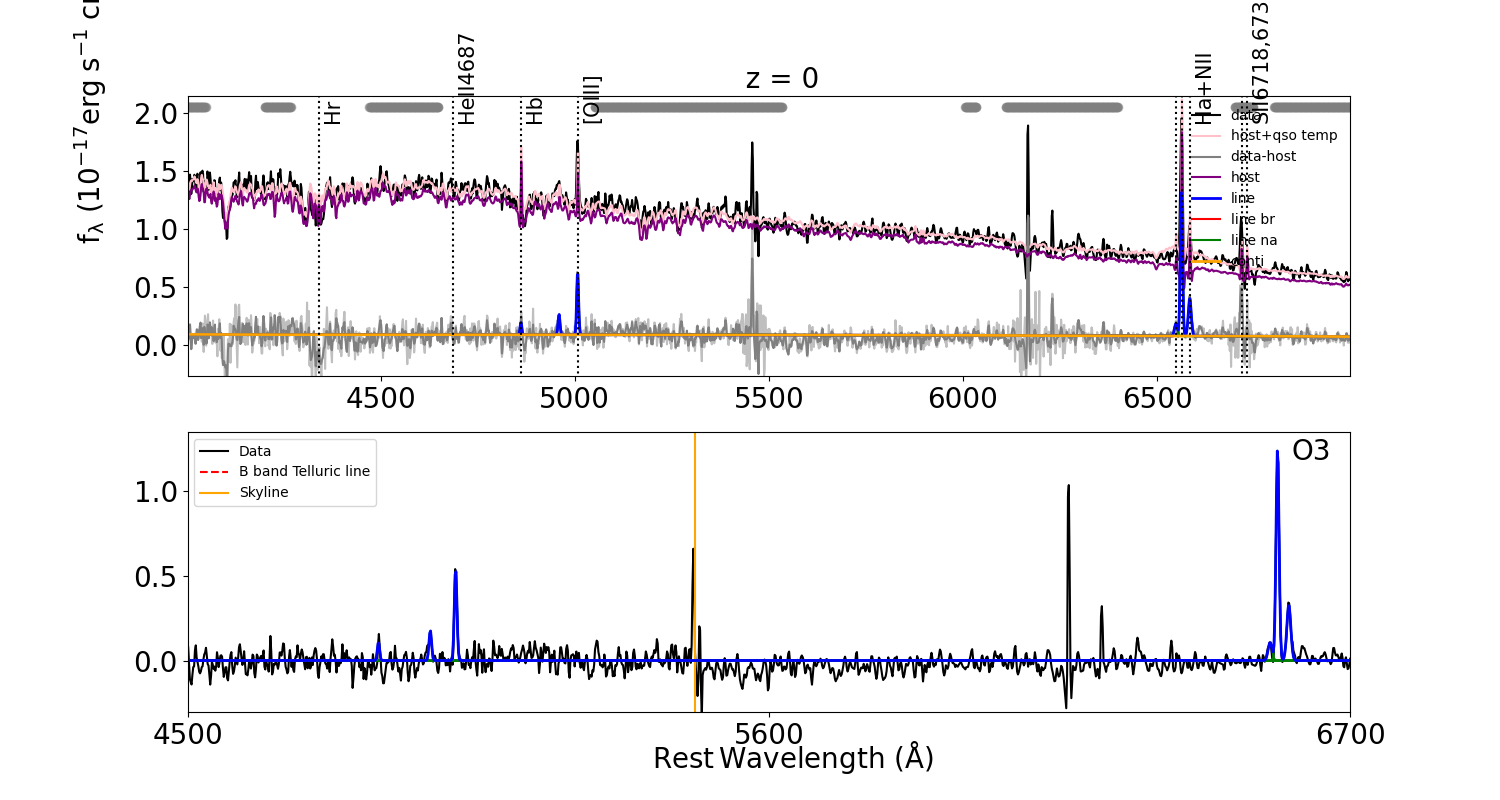 z = 0
f_λ (10^−17 erg s^−1
Hr
HeII4687
Hb
[OIII]
Ha+NII
SII6718,673
2.0
1.5
1.0
0.5
0.0
data
host+qso temp
data-host
host
line
line br
line na
conti
4500
5000
5500
6000
6500
O3
Data
B band Telluric line
Skyline
1.0
0.5
0.0
4500
5600
6700
Rest Wavelength (Å)